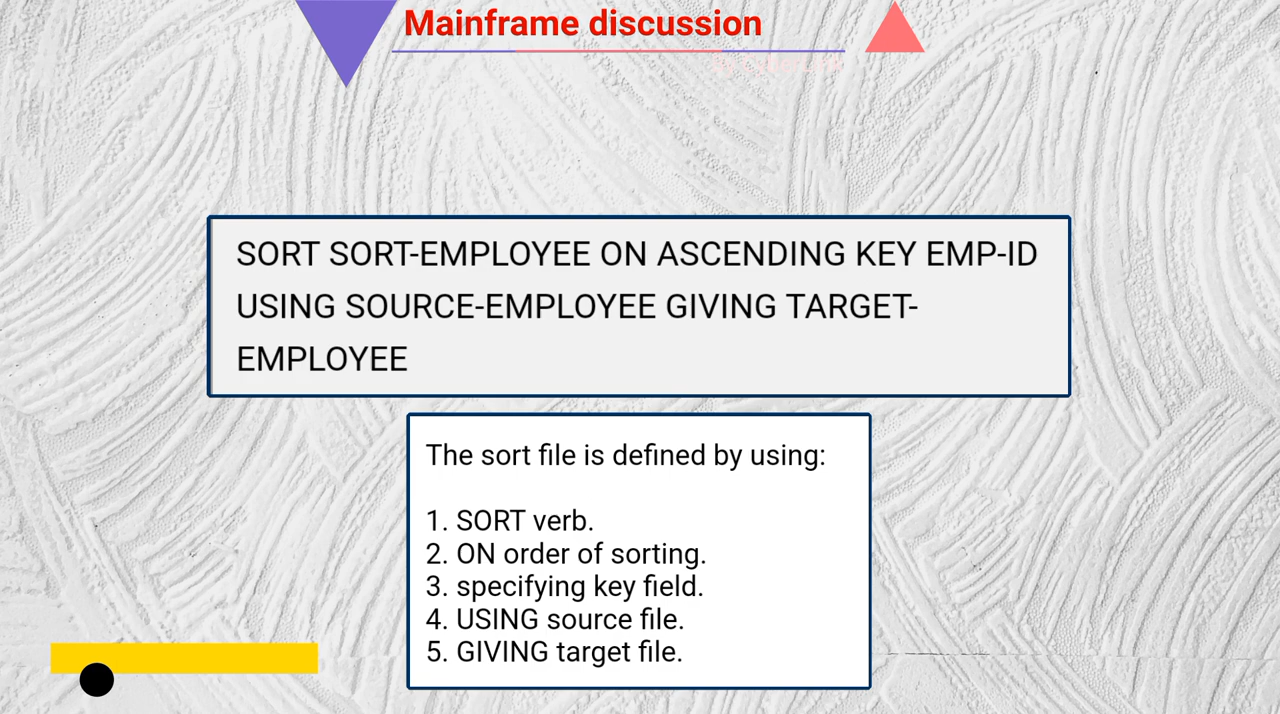 Mainframe discussion
SORT SORT-EMPLOYEE ON ASCENDING KEY EMP-ID
USING SOURCE-EMPLOYEE GIVING TARGET-
EMPLOYEE
The sort file is defined by using:
1. SORT verb.
2. ON order of sorting.
3. specifying key field.
4. USING source file.
5. GIVING target file.